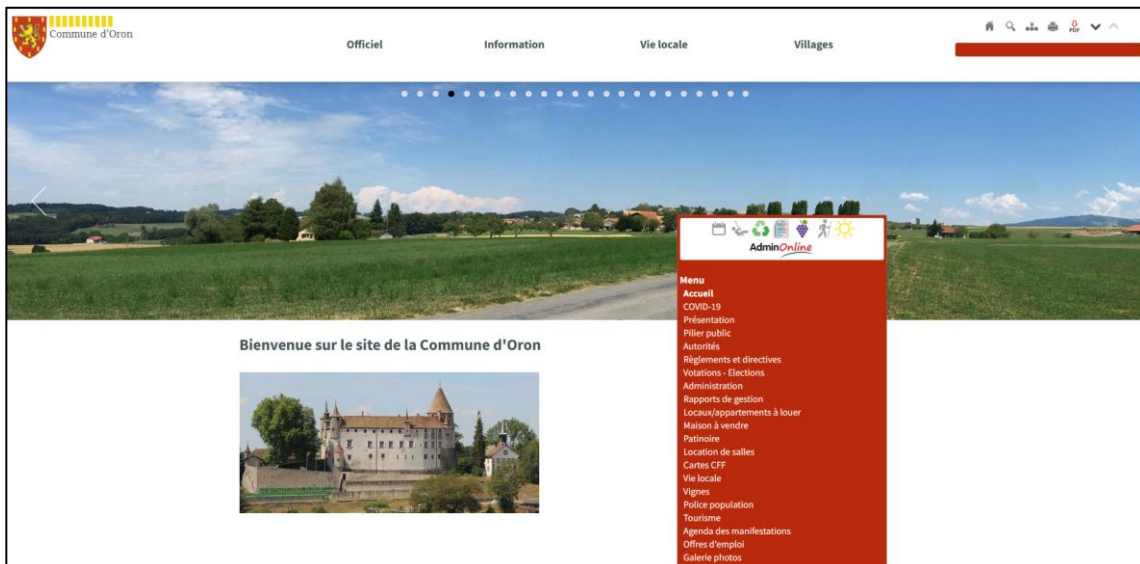 Commune d'Oron
Officiel
Information
Vie locale
Villages
PDF
AdminOnline
Menu
Accueil
COVID-19
Présentation
Pilier public
Autorités
Règlements et directives
Votations - Elections
Administration
Rapports de gestion
Locaux/appartements à louer
Maison à vendre
Patinoire
Location de salles
Cartes CFF
Vie locale
Vignes
Police population
Tourisme
Agenda des manifestations
Offres d'emploi
Galerie photos
Bienvenue sur le site de la Commune d'Oron